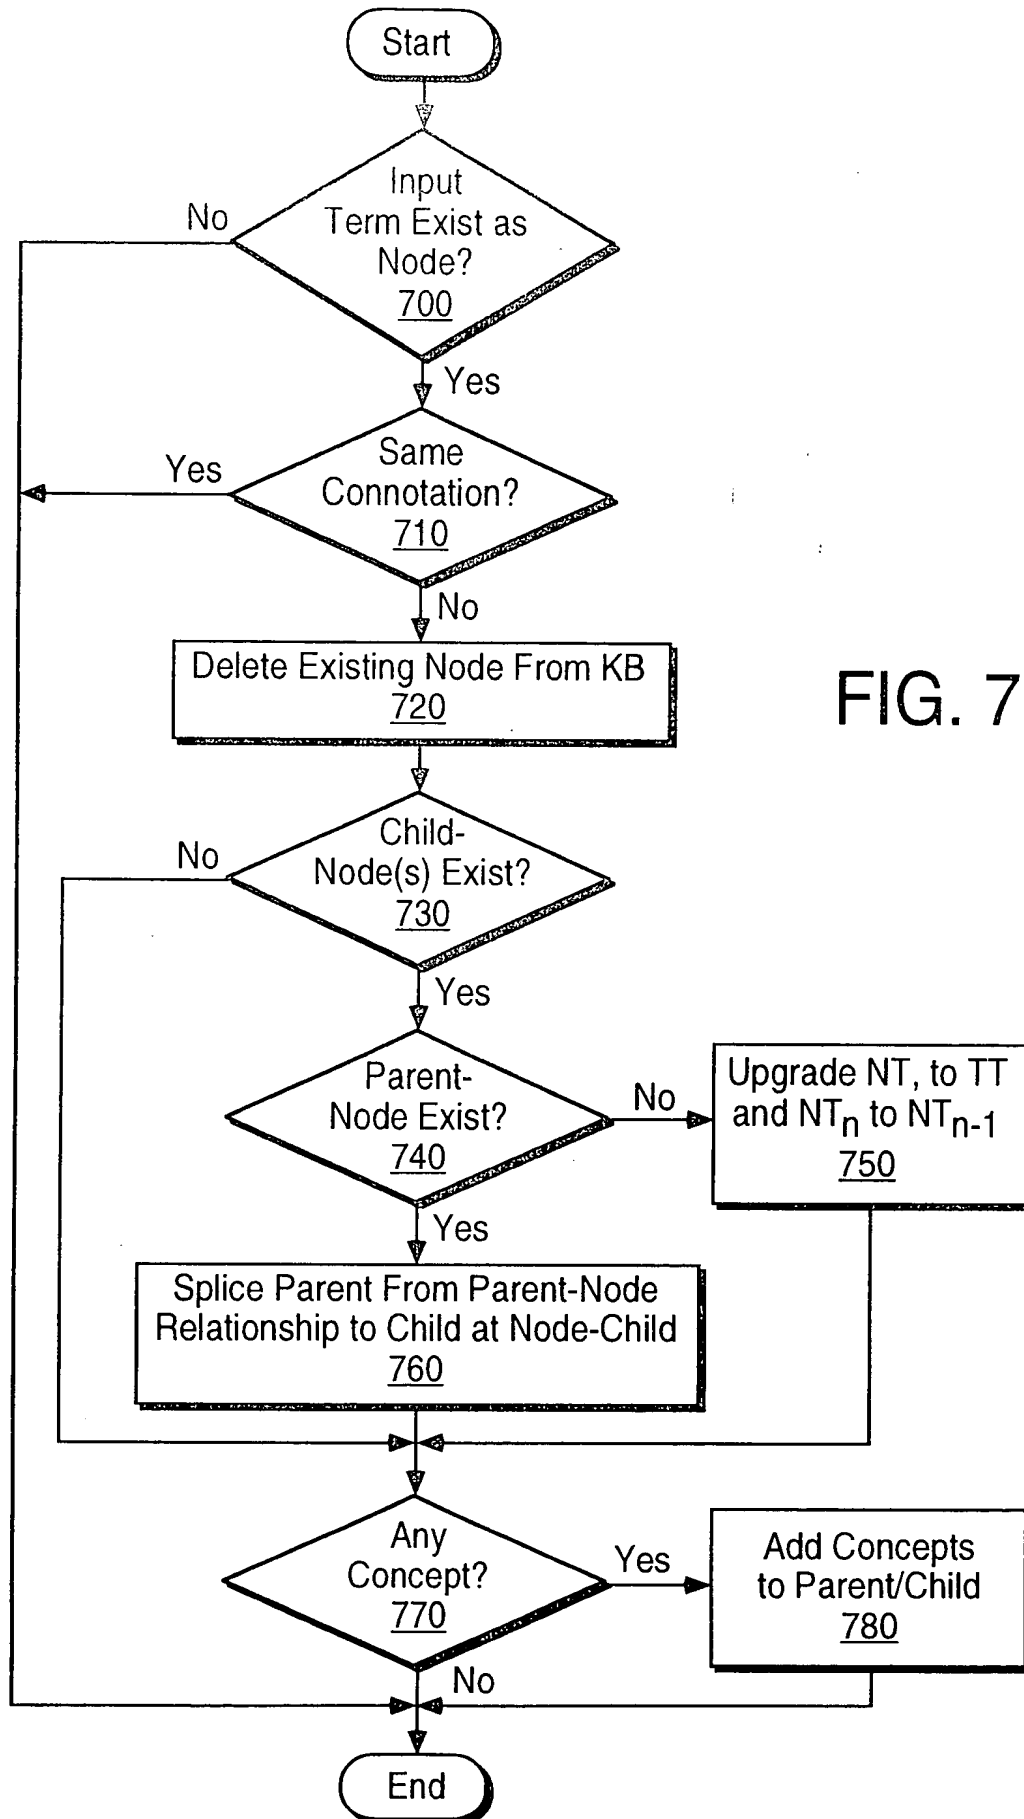 Start
Input
Term Exist as
Node?
700
No
Yes
Same
Connotation?
710
Yes
No
Delete Existing Node From KB
720
FIG. 7
Child-
Node(s) Exist?
730
No
Yes
Parent-
Node Exist?
740
No
Upgrade NT, to TT
and NTn to NTn-1
750
Yes
Splice Parent From Parent-Node
Relationship to Child at Node-Child
760
Any
Concept?
770
Yes
Add Concepts
to Parent/Child
780
No
End